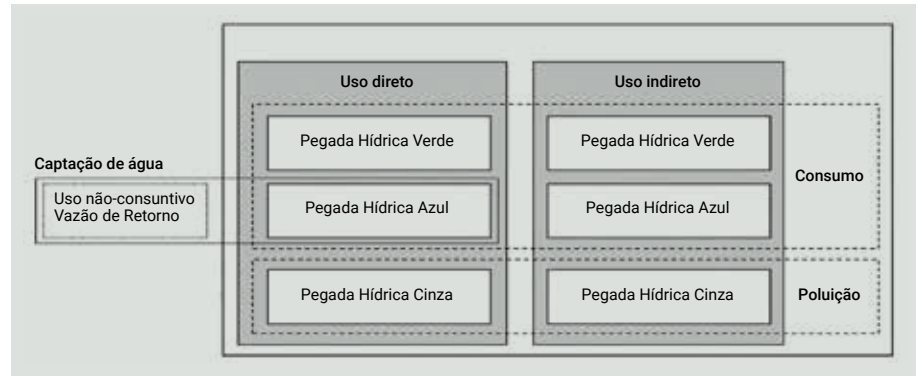 Uso direto
Uso indireto
Pegada Hídrica Verde
Pegada Hídrica Verde
Captação de água
Consumo
Uso não-consuntivo
Vazão de Retorno
Pegada Hídrica Azul
Pegada Hídrica Azul
Pegada Hídrica Cinza
Pegada Hídrica Cinza
Poluição